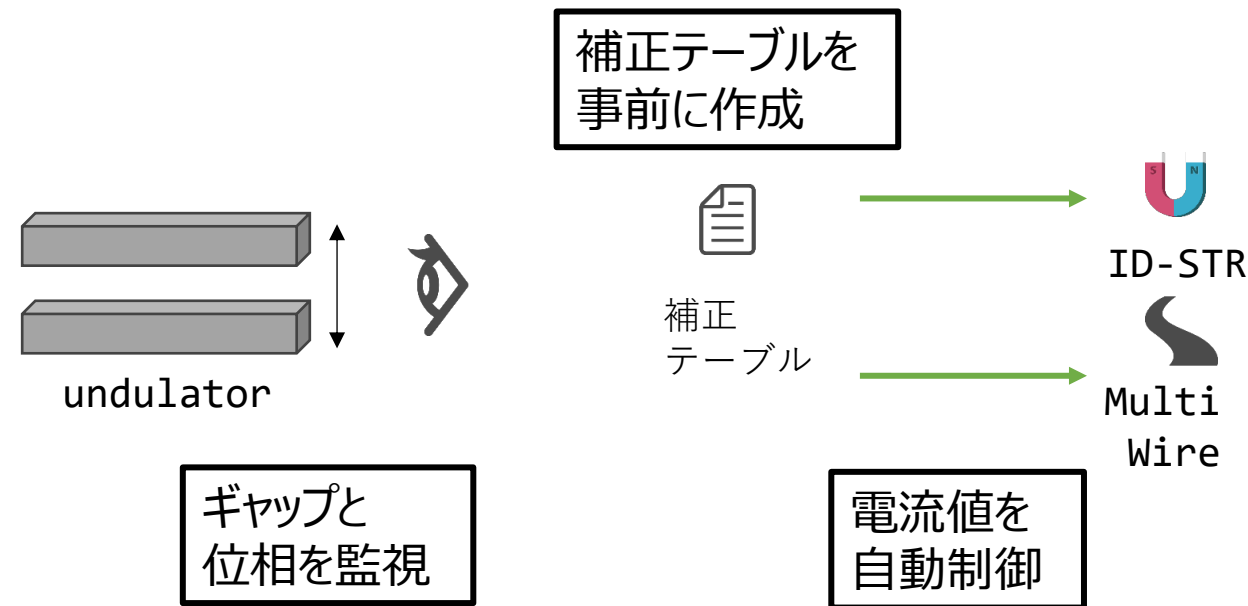 補正テーブルを
事前に作成
S N
ID-STR
補正
テーブル
undulator
Multi
Wire
ギャップと
位相を監視
電流値を
自動制御